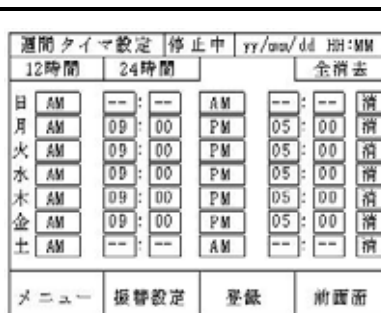 週間タイマ設定 停止中 yy/mm/dd HH:MM
12時間 24時間 全消去
日 AM --:-- AM --:-- 消
月 AM 09:00 PM 05:00 消
火 AM 09:00 PM 05:00 消
水 AM 09:00 PM 05:00 消
木 AM 09:00 PM 05:00 消
金 AM 09:00 PM 05:00 消
土 AM --:-- AM --:-- 消
メニュー 振替設定 登録 前画面